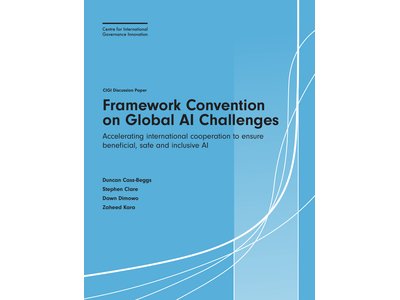 Centre for International
Governance Innovation
CIGI Discussion Paper
Framework Convention
on Global AI Challenges
Accelerating international cooperation to ensure
beneficial, safe and inclusive AI
Duncan Cass-Beggs
Stephen Clare
Dawn Dimowo
Zaheed Kara